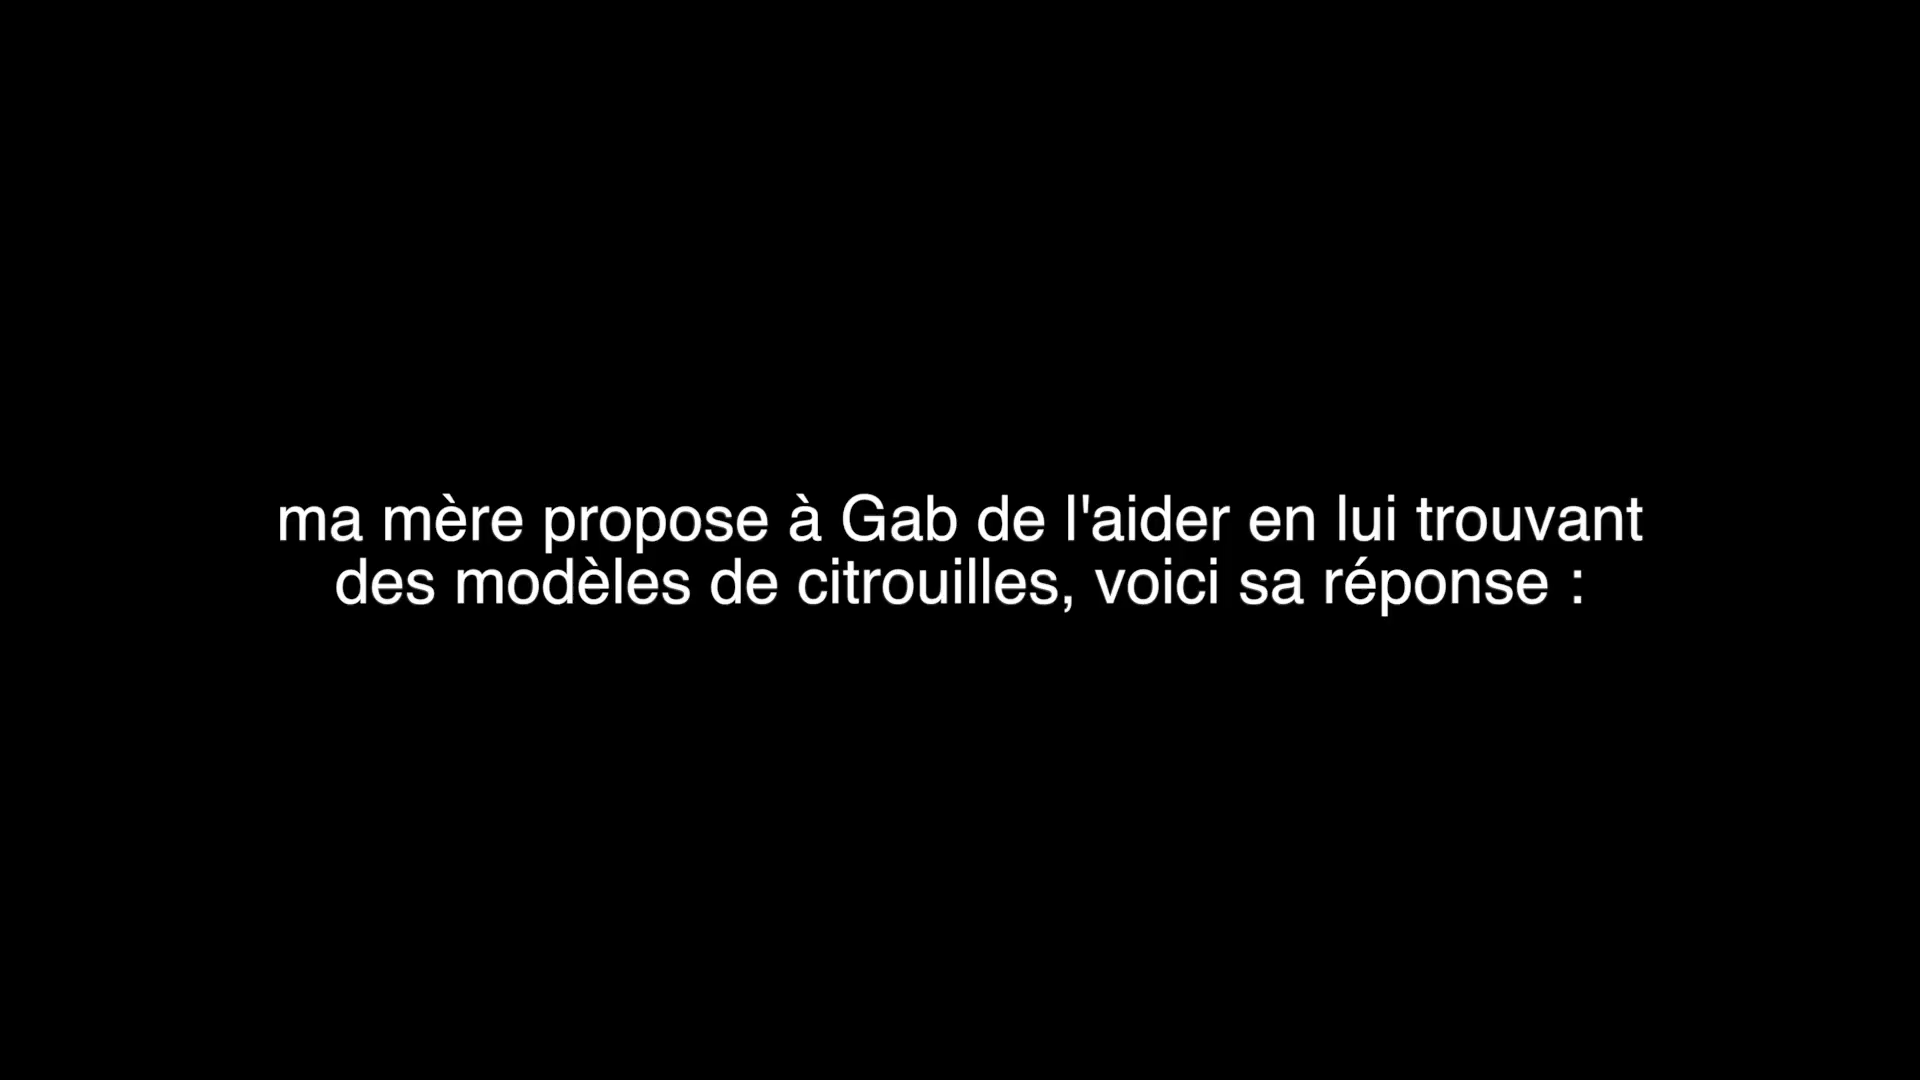 ma mère propose à Gab de l'aider en lui trouvant
des modèles de citrouilles, voici sa réponse :